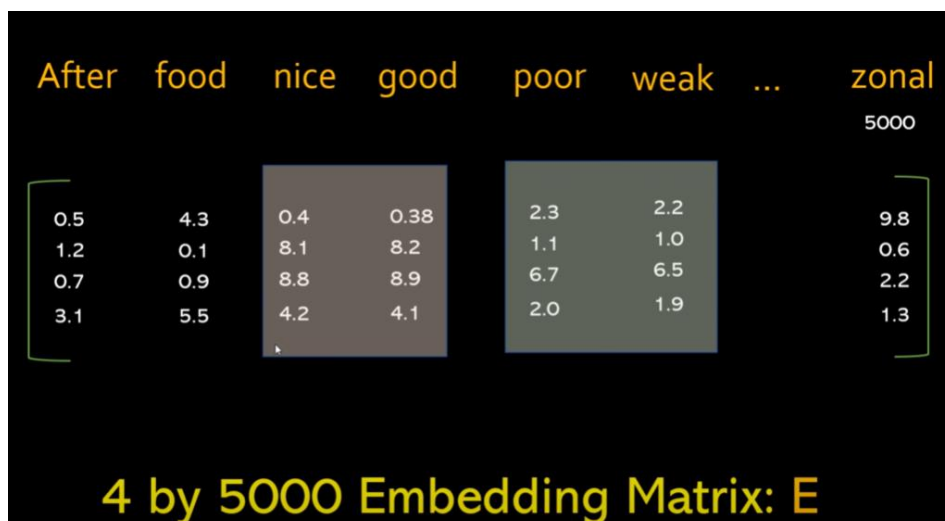 After food nice good poor weak ... zonal
5000
0.5 4.3 0.4 0.38 2.3 2.2 9.8
1.2 0.1 8.1 8.2 1.1 1.0 0.6
0.7 0.9 8.8 8.9 6.7 6.5 2.2
3.1 5.5 4.2 4.1 2.0 1.9 1.3
4 by 5000 Embedding Matrix: E